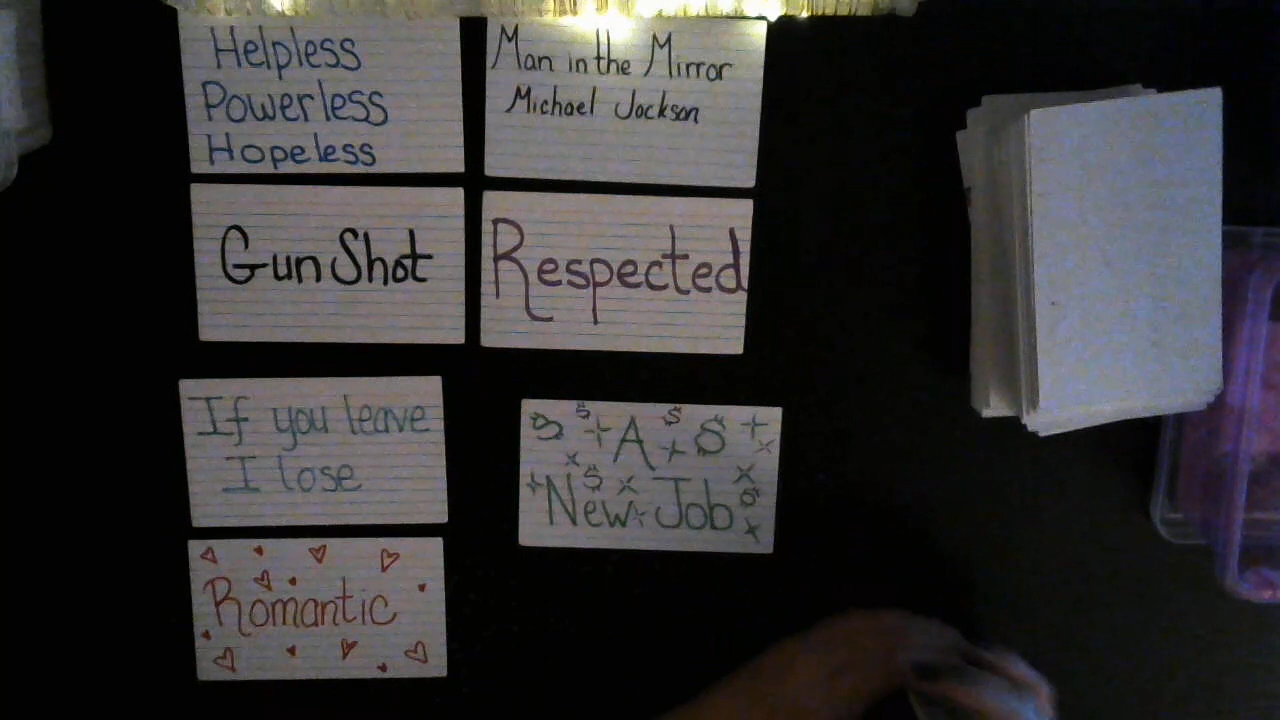 Helpless
Powerless
Hopeless
Man in the Mirror
Michael Jackson
Gun Shot
Respected
If you leave
I lose
$ A $
New Job
Romantic